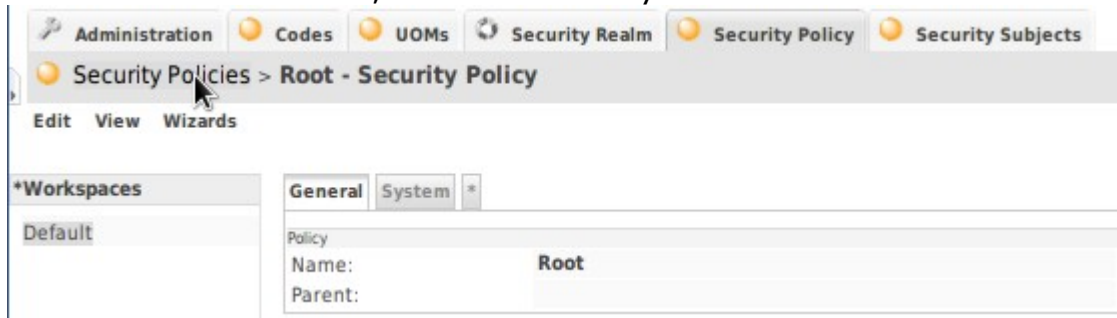 Administration Codes UOMs Security Realm Security Policy Security Subjects
Security Policies > Root - Security Policy
Edit View Wizards
*Workspaces
Default
General System *
Policy
Name: Root
Parent: